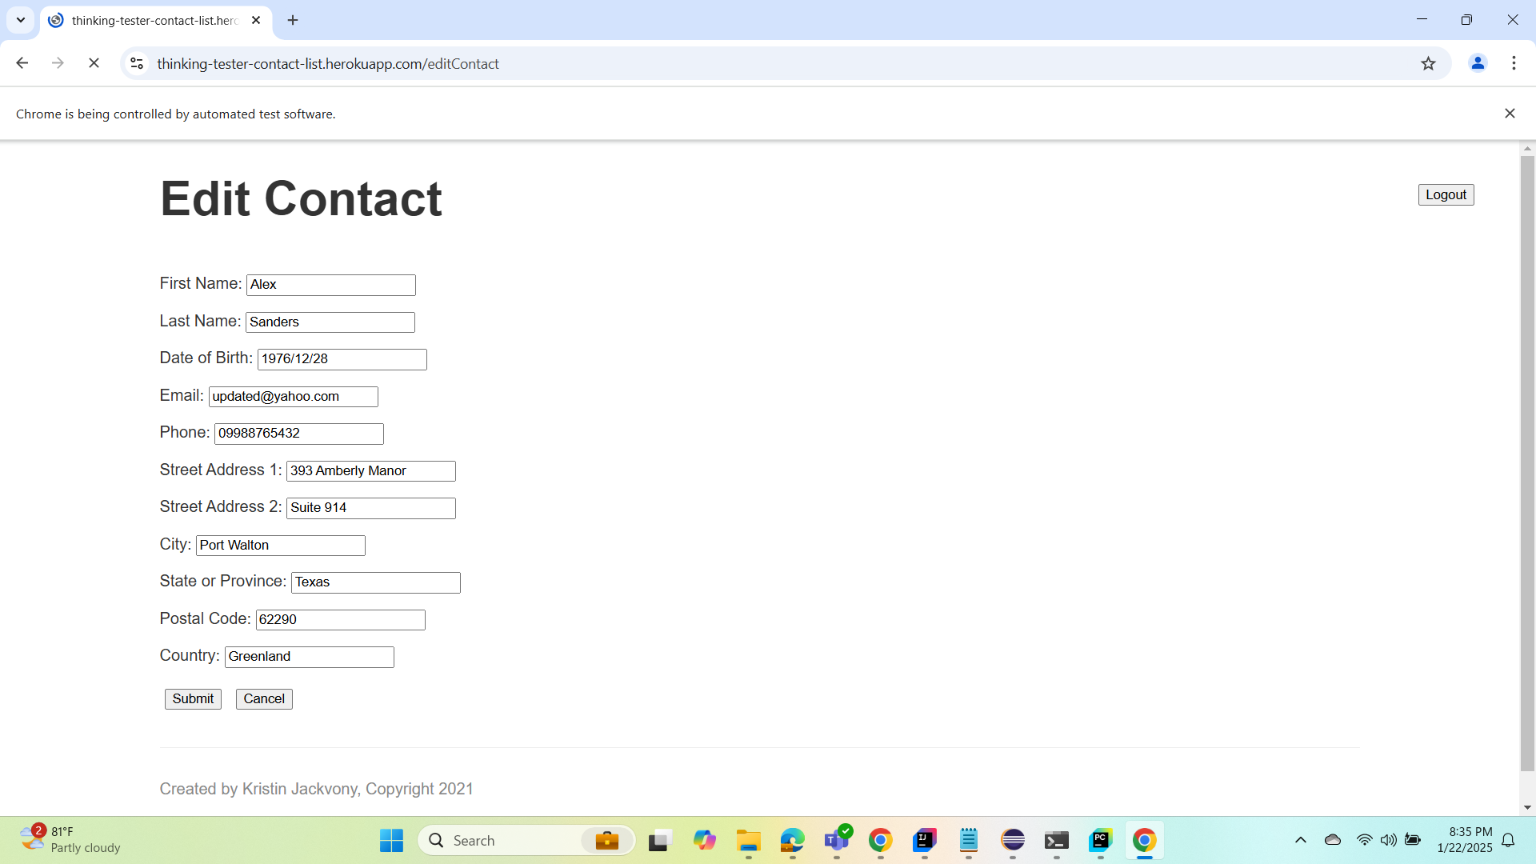 thinking-tester-contact-list.herc
thinking-tester-contact-list.herokuapp.com/editContact
Chrome is being controlled by automated test software.
Edit Contact
Logout
First Name: Alex
Last Name: Sanders
Date of Birth: 1976/12/28
Email: updated@yahoo.com
Phone: 09988765432
Street Address 1: 393 Amberly Manor
Street Address 2: Suite 914
City: Port Walton
State or Province: Texas
Postal Code: 62290
Country: Greenland
Submit Cancel
Created by Kristin Jackvony, Copyright 2021
2
81°F
Partly cloudy
Search
IJ
PC
8:35 PM
1/22/2025